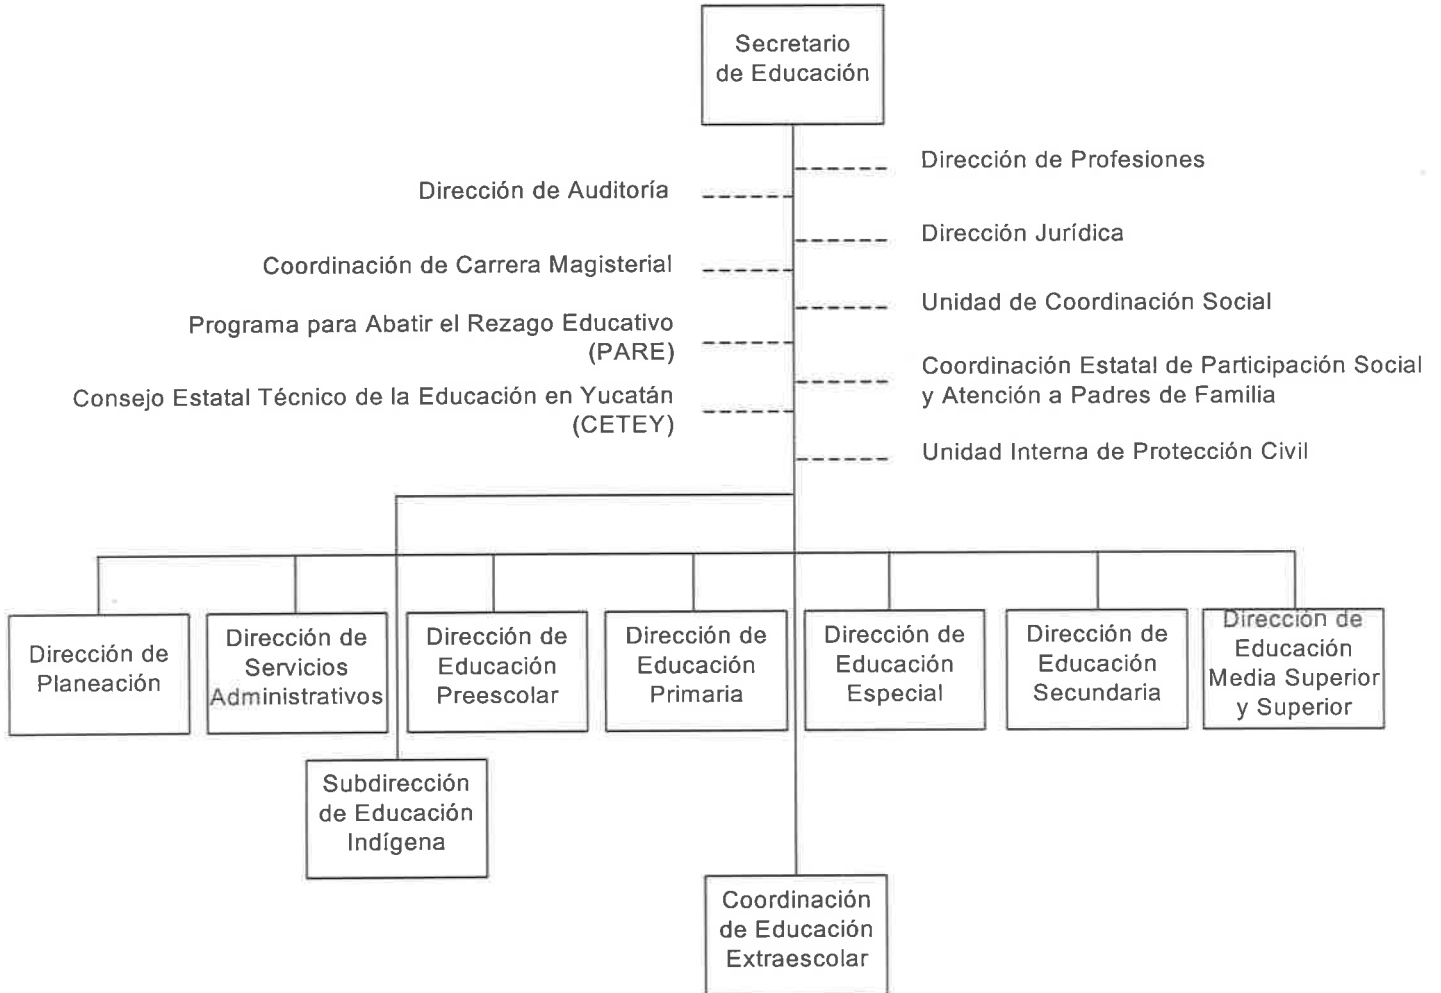 Secretario
de Educación
Dirección de Profesiones
Dirección de Auditoría
Dirección Jurídica
Coordinación de Carrera Magisterial
Unidad de Coordinación Social
Programa para Abatir el Rezago Educativo
(PARE)
Coordinación Estatal de Participación Social
y Atención a Padres de Familia
Consejo Estatal Técnico de la Educación en Yucatán
(CETEY)
Unidad Interna de Protección Civil
Dirección de
Planeación
Dirección de
Servicios
Administrativos
Dirección de
Educación
Preescolar
Dirección de
Educación
Primaria
Dirección de
Educación
Especial
Dirección de
Educación
Secundaria
Dirección de
Educación
Media Superior
y Superior
Subdirección
de Educación
Indígena
Coordinación
de Educación
Extraescolar